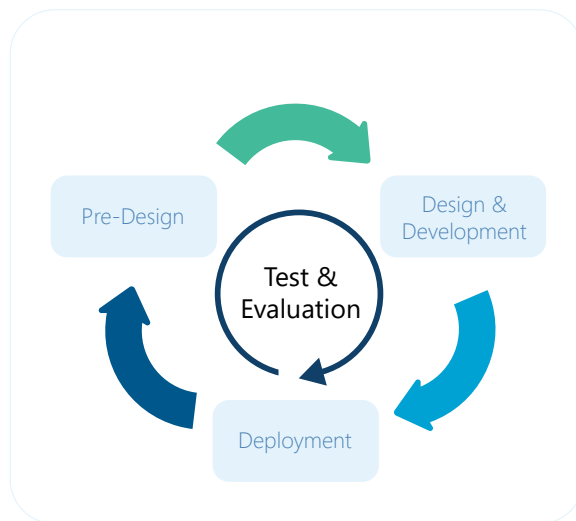 Pre-Design
Design &
Development
Test &
Evaluation
Deployment